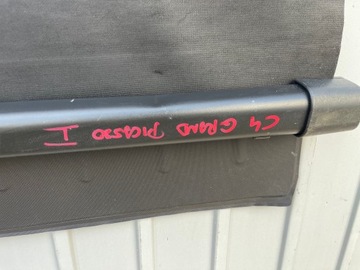 C4 GRAND PICASSO I